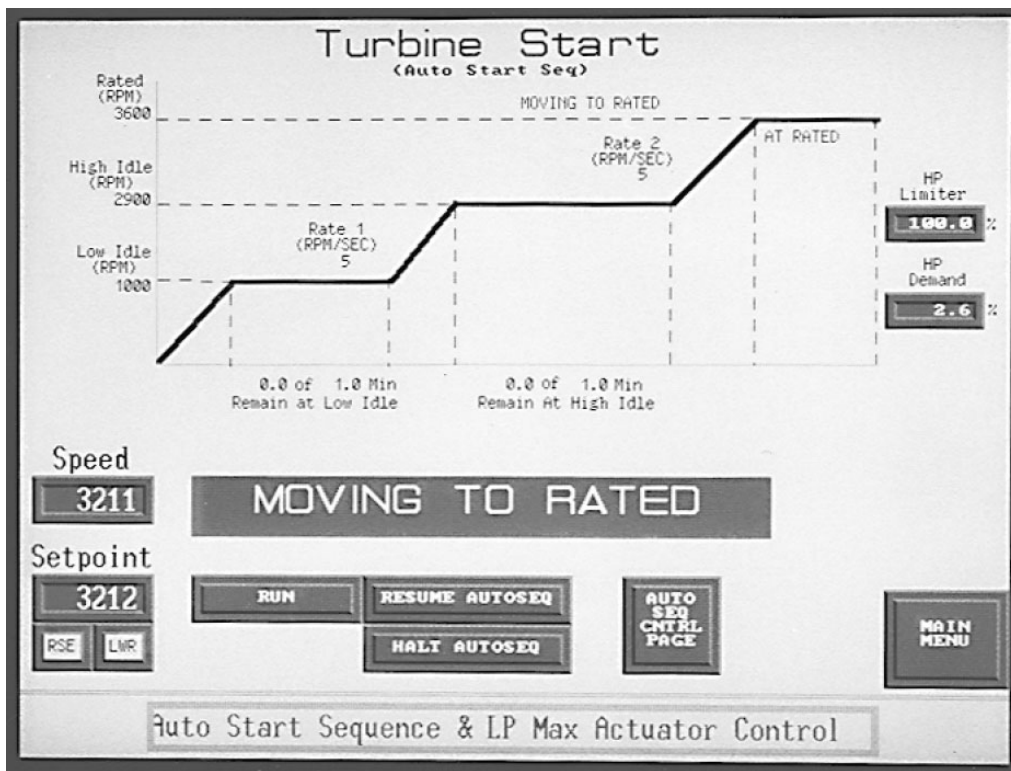 Turbine Start
(Auto Start Seq)
Rated
(RPM)
3600
MOVING TO RATED
AT RATED
Rate 2
(RPM/SEC)
5
High Idle
(RPM)
2900
Rate 1
(RPM/SEC)
5
Low Idle
(RPM)
1000
HP
Limiter
100.0 %
HP
Demand
2.6 %
0.0 of 1.0 Min
Remain at Low Idle
0.0 Of 1.0 Min
Remain At High Idle
Speed
3211
MOVING TO RATED
Setpoint
3212
RSE LWR
RUN
RESUME AUTOSEQ
HALT AUTOSEQ
AUTO
SEQ
CNTRL
PAGE
MAIN
MENU
Auto Start Sequence & LP Max Actuator Control